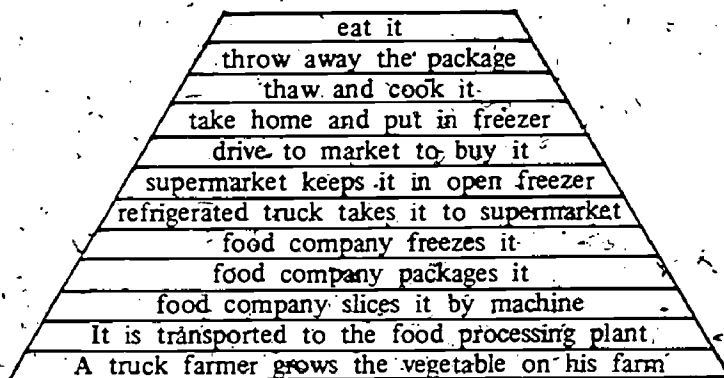 eat it
throw away the package
thaw and cook it
take home and put in freezer
drive to market to buy it
supermarket keeps it in open freezer
refrigerated truck takes it to supermarket
food company freezes it
food company packages it
food company slices it by machine
It is transported to the food processing plant
A truck farmer grows the vegetable on his farm